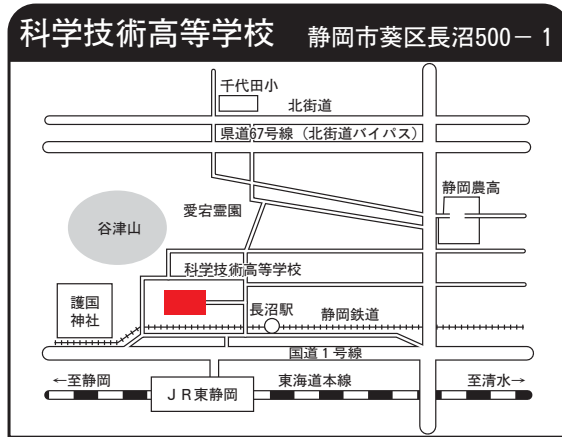 科学技術高等学校 静岡市葵区長沼500－1
千代田小
北街道
県道67号線（北街道バイパス）
静岡農高
愛宕霊園
谷津山
科学技術高等学校
護国
神社
長沼駅
静岡鉄道
国道1号線
←至静岡
JR東静岡
東海道本線
至清水→